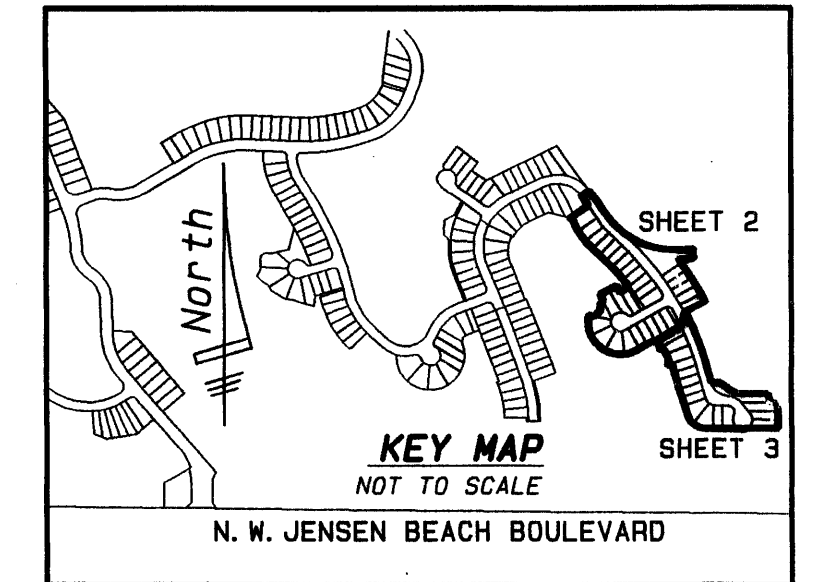 SHEET 2
North
KEY MAP
NOT TO SCALE
SHEET 3
N. W. JENSEN BEACH BOULEVARD